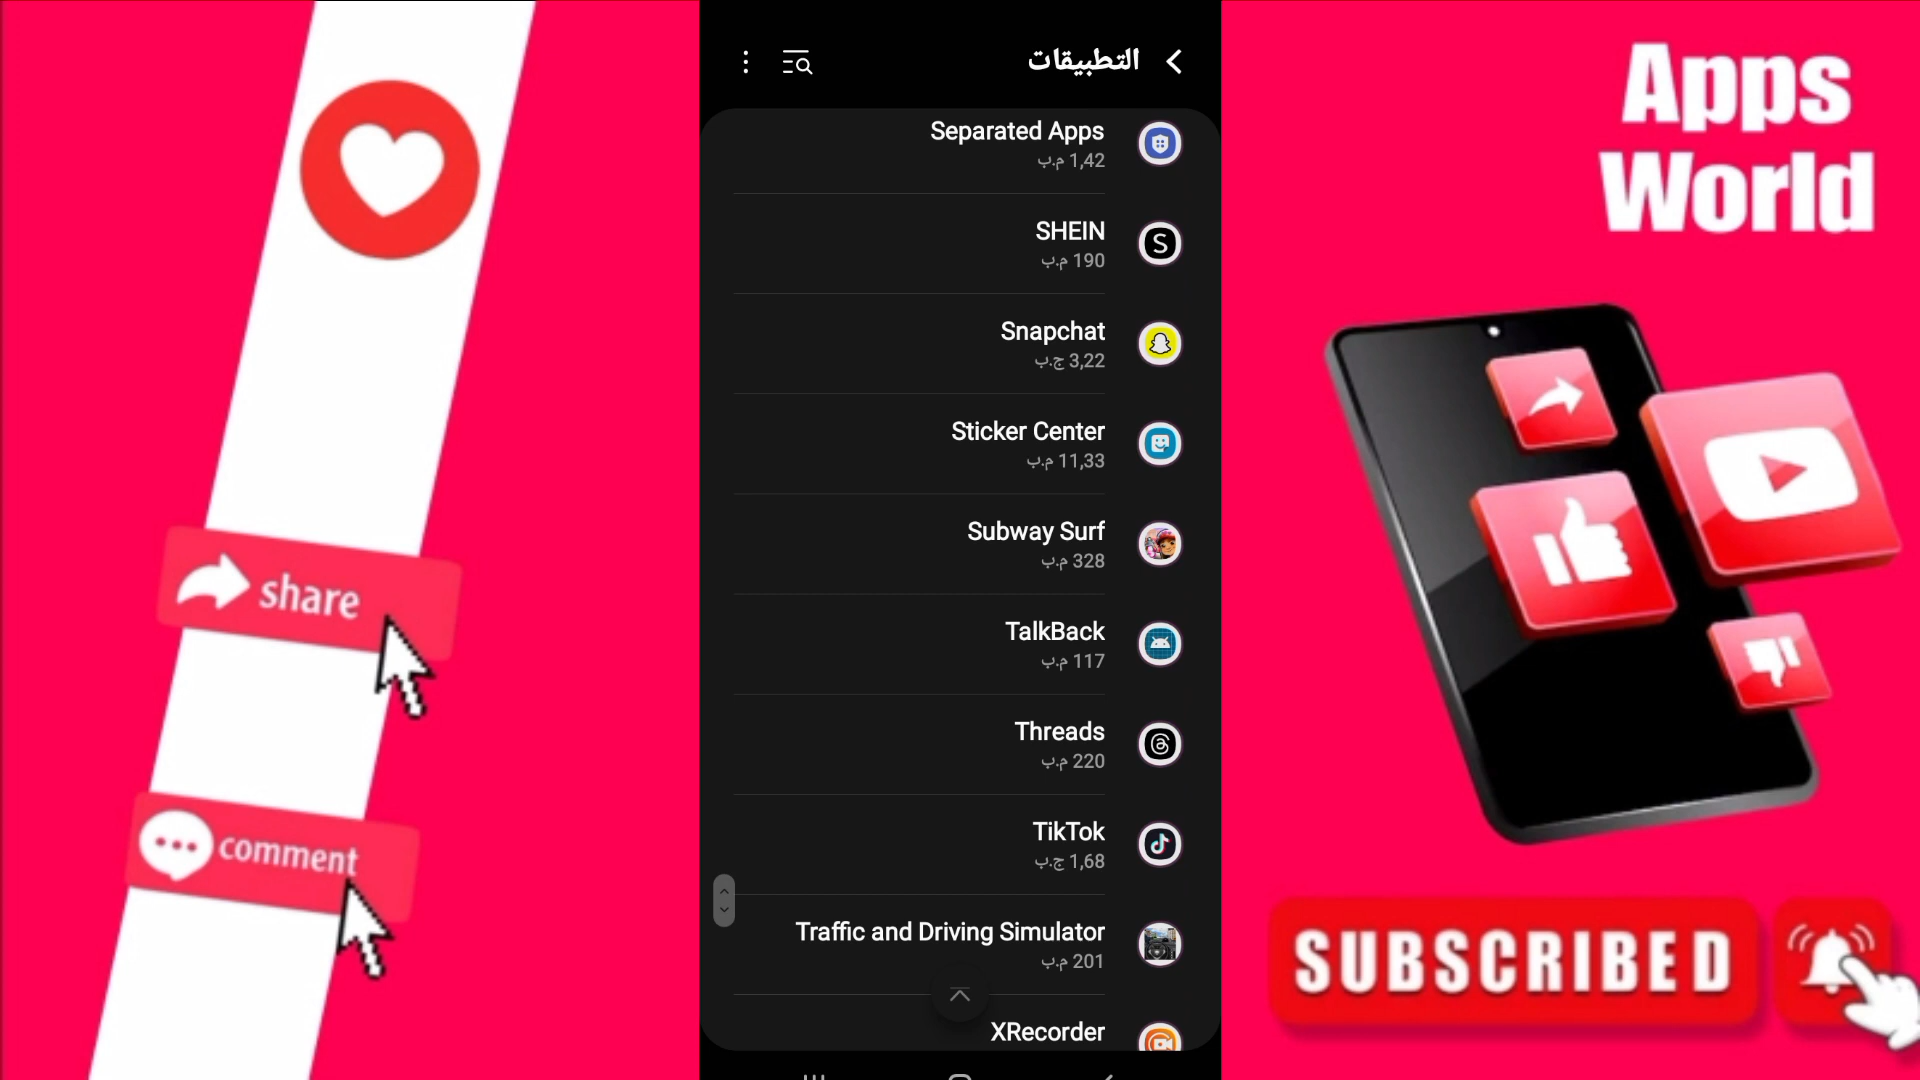 Apps
World
share
comment
SUBSCRIBED
التطبيقات
Separated Apps
1,42 م.ب
SHEIN
190 م.ب
Snapchat
3,22 ج.ب
Sticker Center
11,33 م.ب
Subway Surf
328 م.ب
TalkBack
117 م.ب
Threads
220 م.ب
TikTok
1,68 ج.ب
Traffic and Driving Simulator
201 م.ب
XRecorder